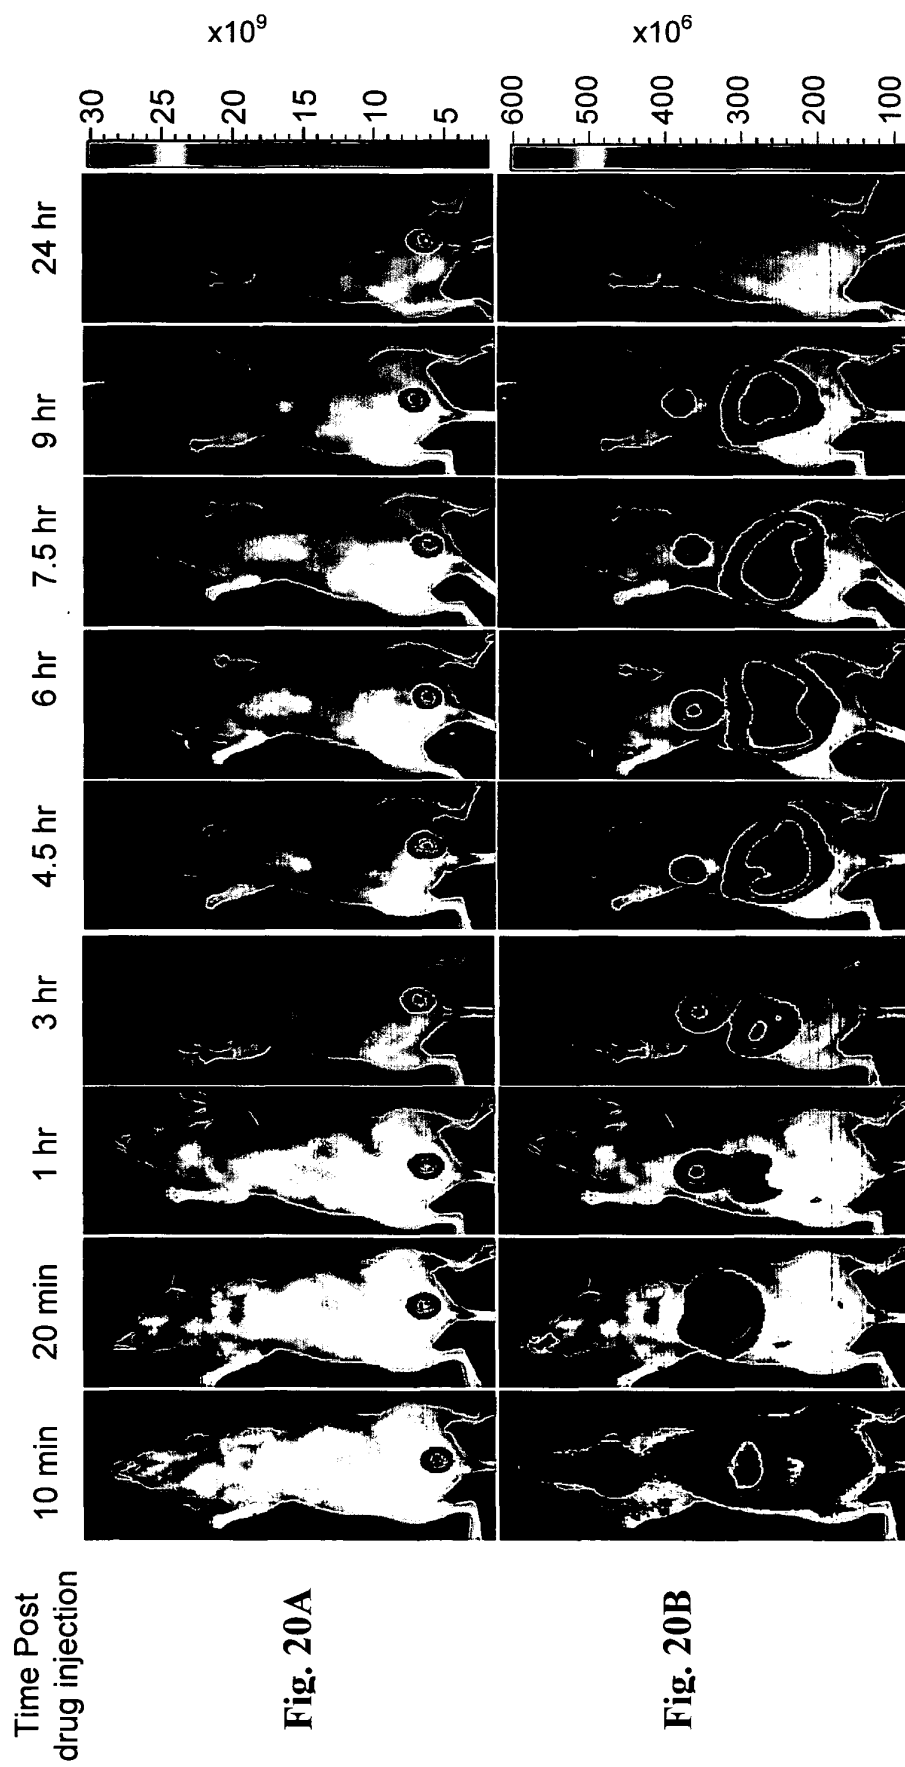 Time Post
drug injection
10 min
20 min
1 hr
3 hr
4.5 hr
6 hr
7.5 hr
9 hr
24 hr
Fig. 20A
30
25
20
15
10
5
x10⁹
Fig. 20B
600
500
400
300
200
100
x10⁶